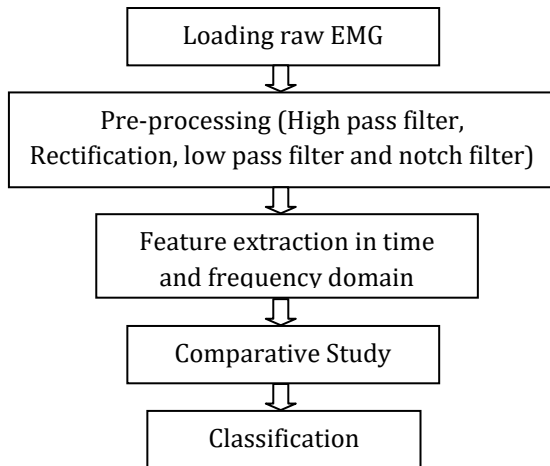 Loading raw EMG
Pre-processing (High pass filter,
Rectification, low pass filter and notch filter)
Feature extraction in time
and frequency domain
Comparative Study
Classification